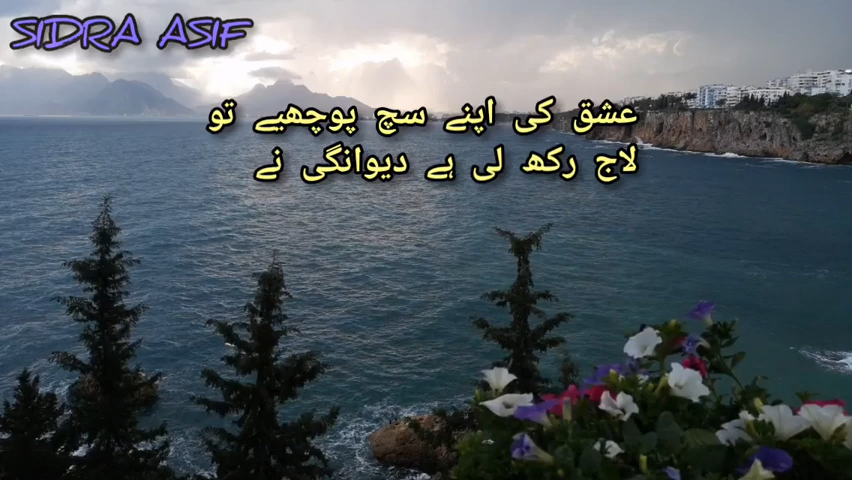 SIDRA ASIF
عشق کی اپنے سچ پوچھیے تو
لاج رکھ لی ہے دیوانگی نے